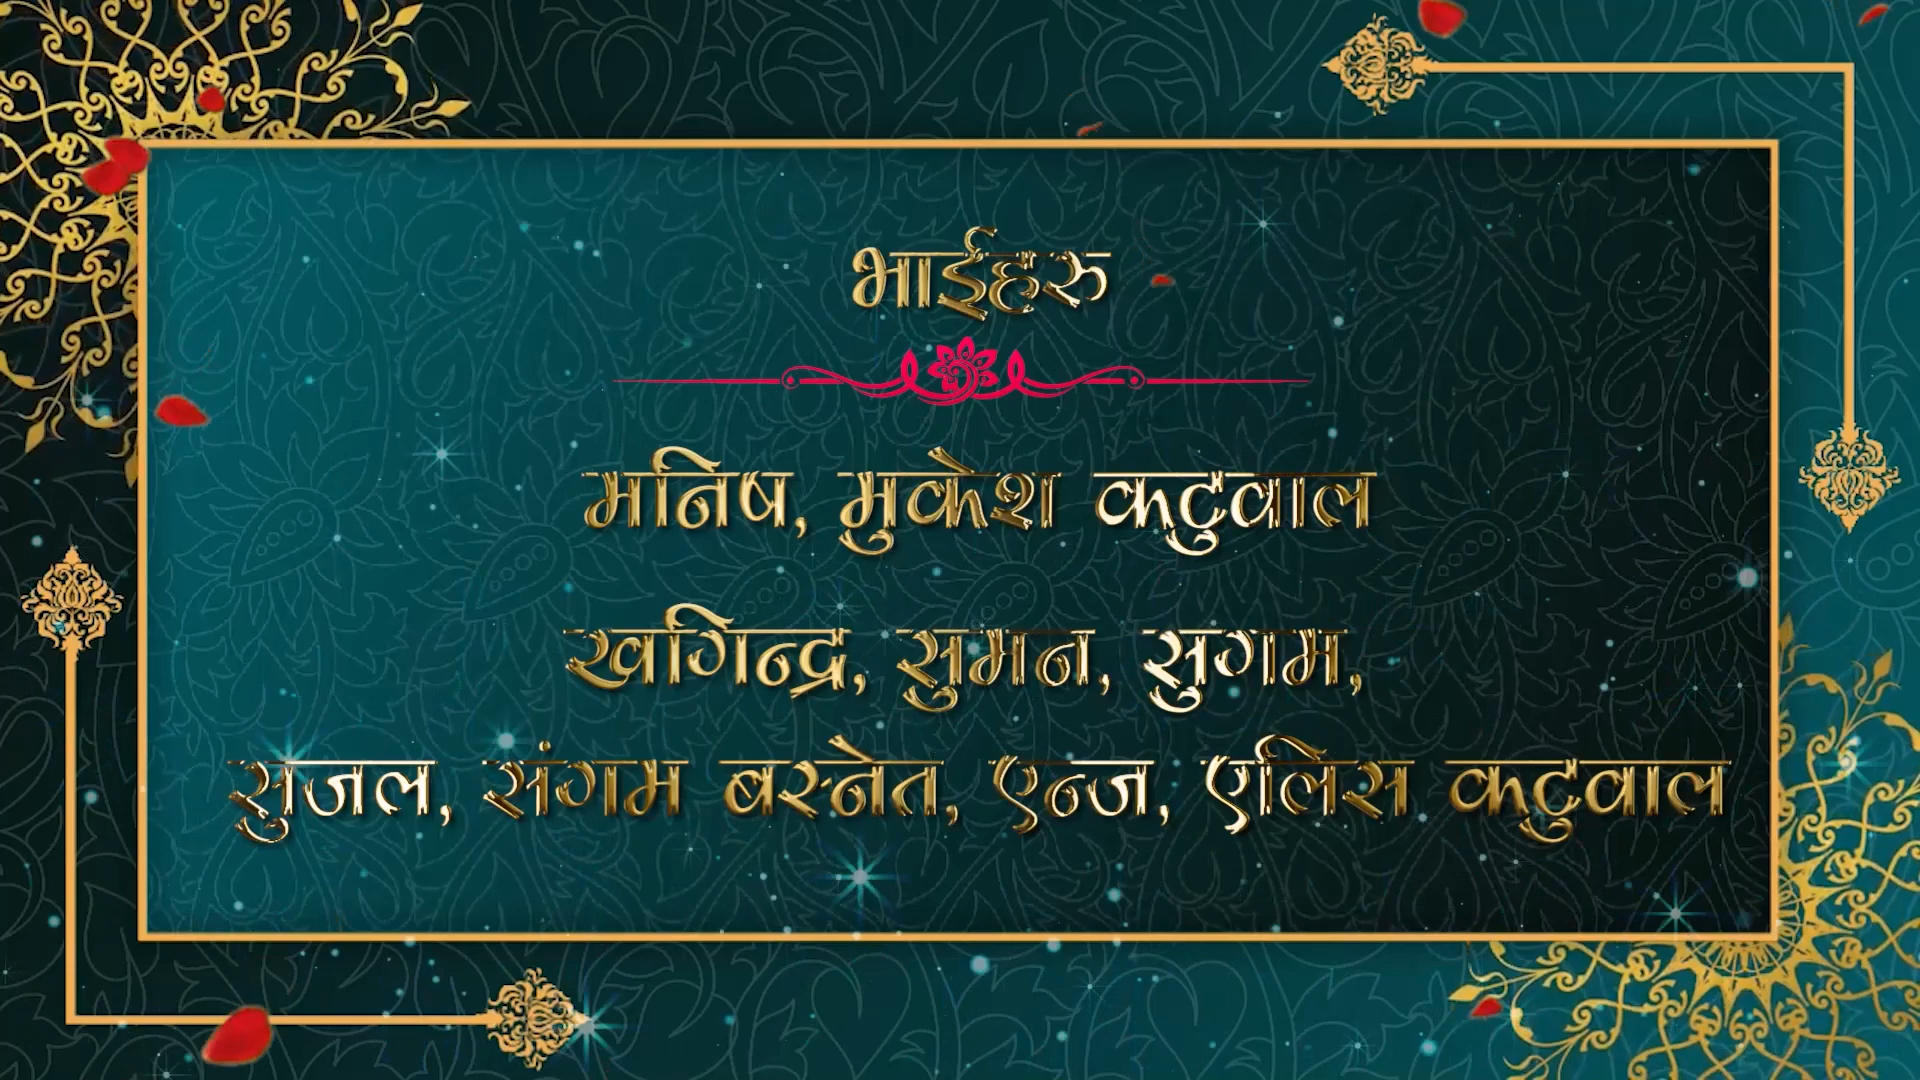 भाईहरु
मनिष, मुकेश कटुवाल
खगिन्द्र, सुमन, सुगम,
सुजल, संगम बस्नेत, एन्ज, एलिस कटुवाल